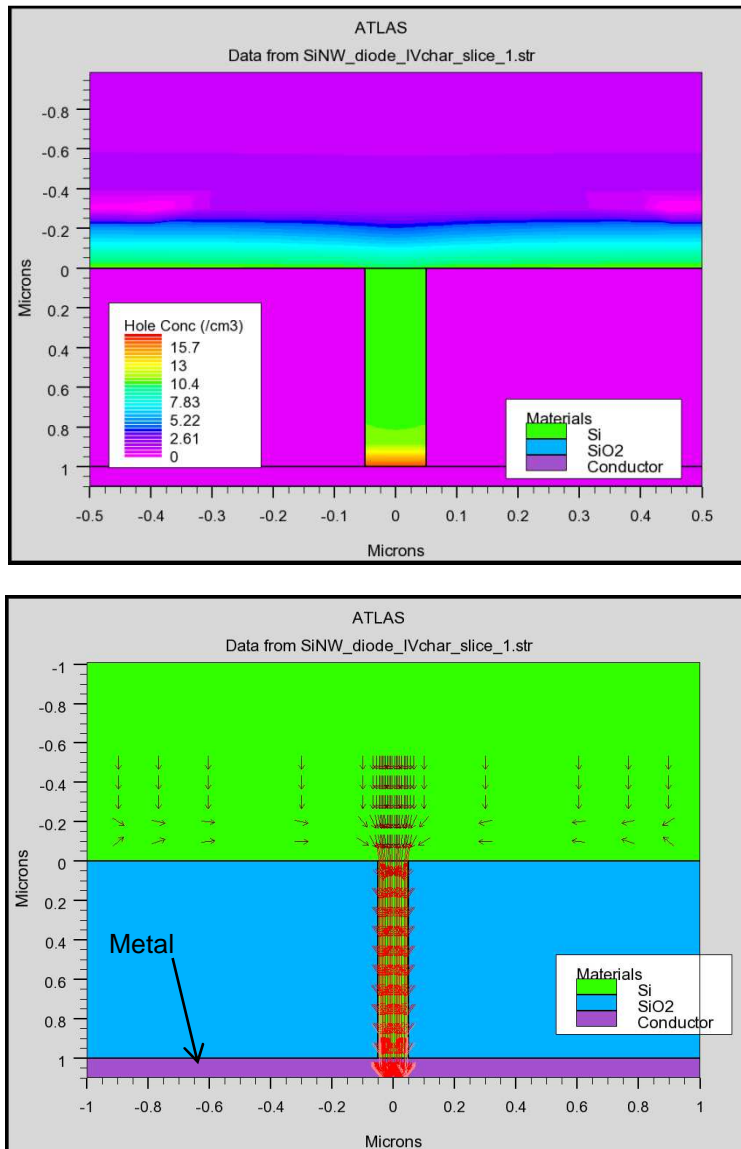 ATLAS
Data from SiNW_diode_IVchar_slice_1.str
-0.8
-0.6
-0.4
-0.2
0
0.2
0.4
0.6
0.8
1
Microns
Hole Conc (/cm3)
15.7
13
10.4
7.83
5.22
2.61
0
Materials
Si
SiO2
Conductor
-0.5 -0.4 -0.3 -0.2 -0.1 0 0.1 0.2 0.3 0.4 0.5
Microns
ATLAS
Data from SiNW_diode_IVchar_slice_1.str
-1
-0.8
-0.6
-0.4
-0.2
0
0.2
0.4
0.6
0.8
1
Microns
Metal
Materials
Si
SiO2
Conductor
-1 -0.8 -0.6 -0.4 -0.2 0 0.2 0.4 0.6 0.8 1
Microns